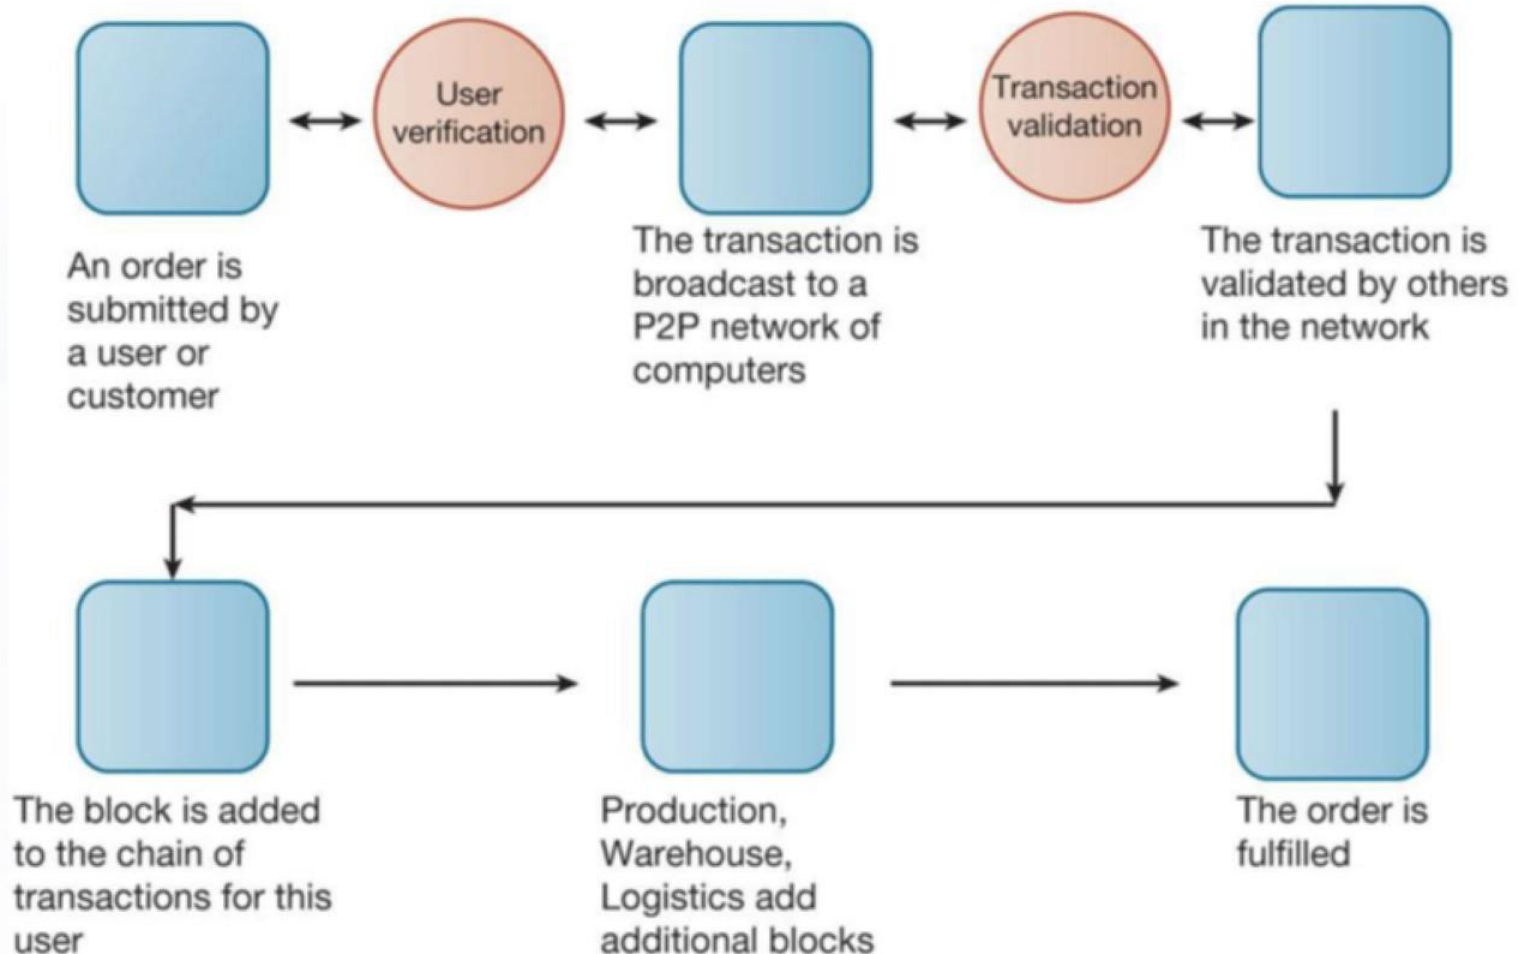 User
verification
Transaction
validation
An order is
submitted by
a user or
customer
The transaction is
broadcast to a
P2P network of
computers
The transaction is
validated by others
in the network
The block is added
to the chain of
transactions for this
user
Production,
Warehouse,
Logistics add
additional blocks
The order is
fulfilled